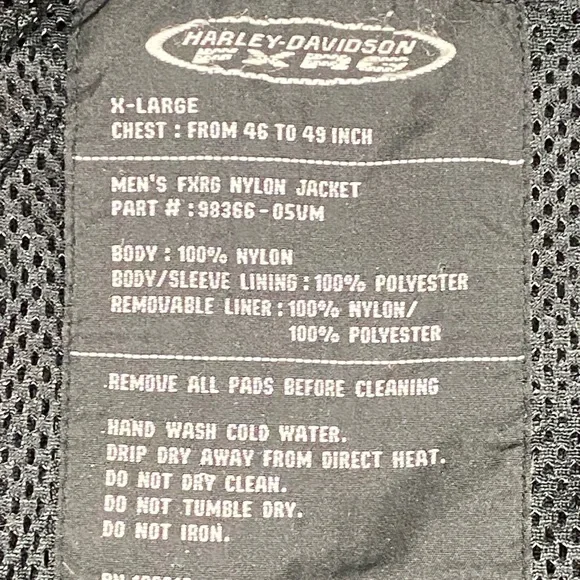 HARLEY-DAVIDSON
FXRG
X-LARGE
CHEST : FROM 46 TO 49 INCH
MEN'S FXRG NYLON JACKET
PART # : 98366-05VM
BODY : 100% NYLON
BODY/SLEEVE LINING : 100% POLYESTER
REMOVABLE LINER : 100% NYLON/
100% POLYESTER
.REMOVE ALL PADS BEFORE CLEANING
.HAND WASH COLD WATER.
DRIP DRY AWAY FROM DIRECT HEAT.
DO NOT DRY CLEAN.
DO NOT TUMBLE DRY.
DO NOT IRON.